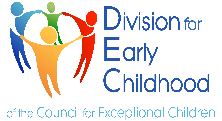 Division for
Early
Childhood
of the Council for Exceptional Children